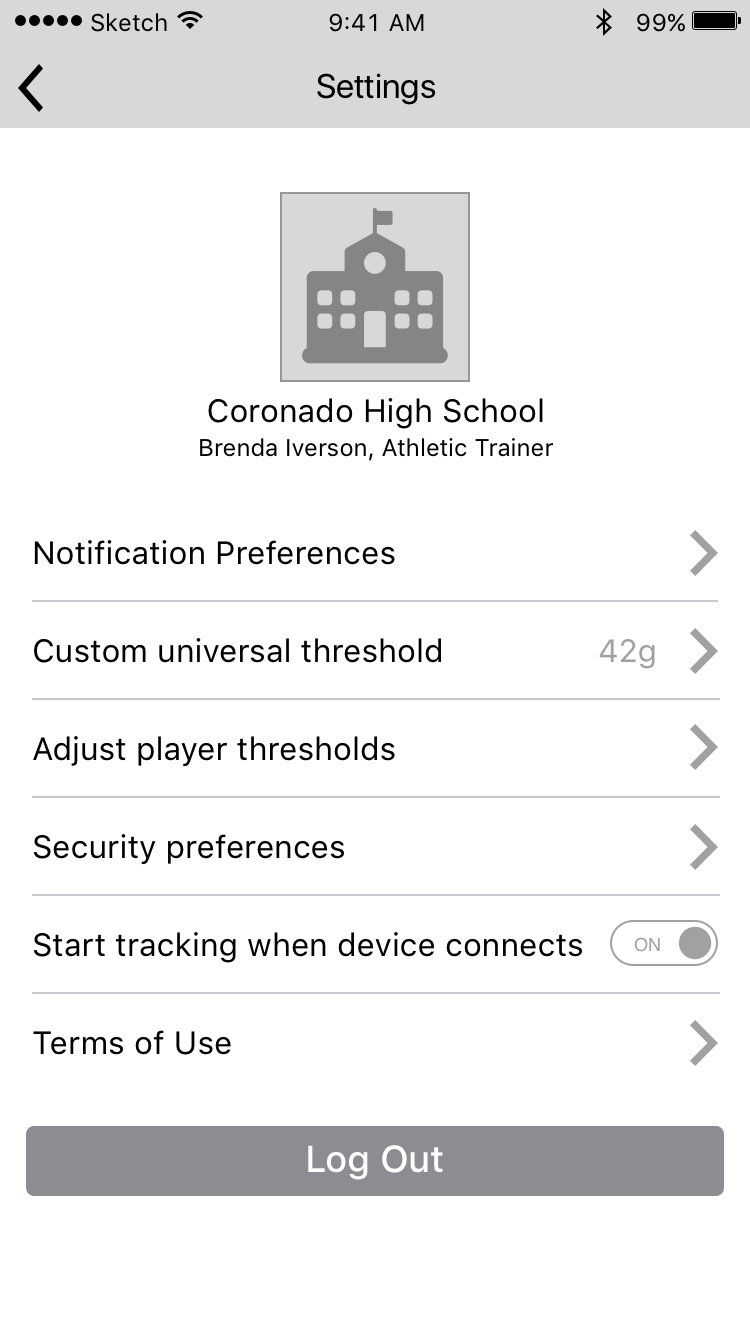 Sketch 9:41 AM 99%
Settings
Coronado High School
Brenda Iverson, Athletic Trainer
Notification Preferences
Custom universal threshold 42g
Adjust player thresholds
Security preferences
Start tracking when device connects ON
Terms of Use
Log Out